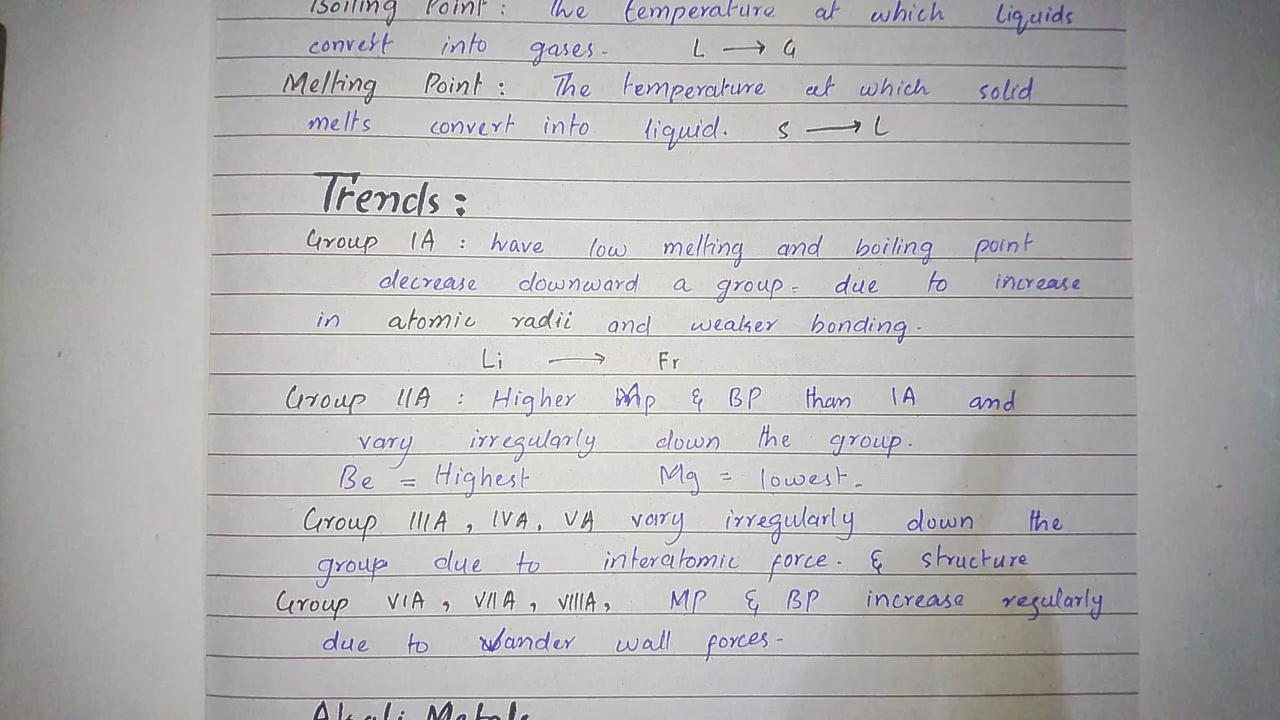 Boiling Point : The temperature at which liquids
convert into gases. L → G
Melting Point : The temperature at which solid
melts convert into liquid. S → L
Trends :
Group IA : have low melting and boiling point
decrease downward a group. due to increase
in atomic radii and weaker bonding.
Li → Fr
Group IIA : Higher Mp & BP than IA and
vary irregularly down the group.
Be = Highest Mg = lowest.
Group IIIA, IVA, VA vary irregularly down the
group due to interatomic force. & structure
Group VIA, VIIA, VIIIA, MP & BP increase regularly
due to Vander wall forces.
Akali Metals